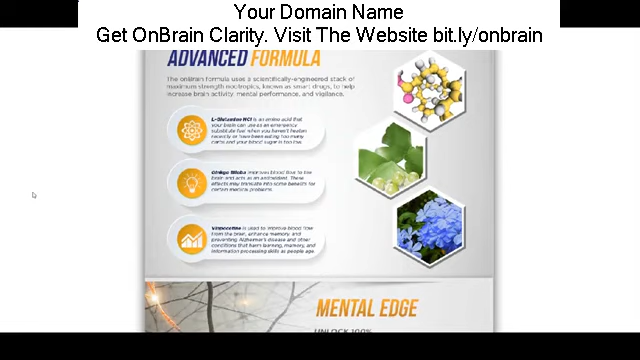 Your Domain Name
Get OnBrain Clarity. Visit The Website bit.ly/onbrain
ADVANCED FORMULA
The onBrain formula uses a scientifically-engineered stack of
maximum strength nootropics, known as smart drugs, to help
increase brain activity, mental performance, and vigilance.
L-Glutamine HCI is an amino acid that
your brain can use as an emergency
substitute fuel when you haven't eaten
recently or have been eating too many
carbs and your blood sugar is too low.
Ginkgo Biloba improves blood flow to the
brain and acts as an antioxidant. These
effects may translate into some benefits for
certain medical problems.
Vinpocetine is used to improve blood flow
from the brain, enhance memory, and
preventing Alzheimer's disease and other
conditions that harm learning, memory, and
information processing skills as people age.
MENTAL EDGE
UNLOCK 100%